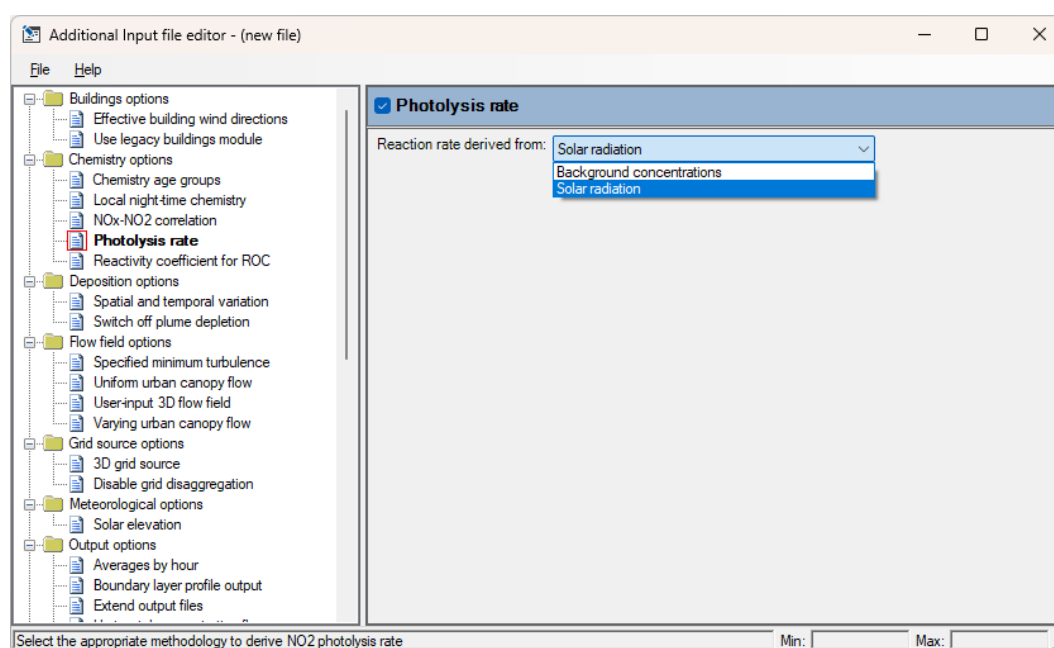 Additional Input file editor - (new file)
File Help
Buildings options
Effective building wind directions
Use legacy buildings module
Chemistry options
Chemistry age groups
Local night-time chemistry
NOx-NO2 correlation
Photolysis rate
Reactivity coefficient for ROC
Deposition options
Spatial and temporal variation
Switch off plume depletion
Flow field options
Specified minimum turbulence
Uniform urban canopy flow
User-input 3D flow field
Varying urban canopy flow
Grid source options
3D grid source
Disable grid disaggregation
Meteorological options
Solar elevation
Output options
Averages by hour
Boundary layer profile output
Extend output files
Photolysis rate
Reaction rate derived from: Solar radiation
Background concentrations
Solar radiation
Select the appropriate methodology to derive NO2 photolysis rate
Min: Max: